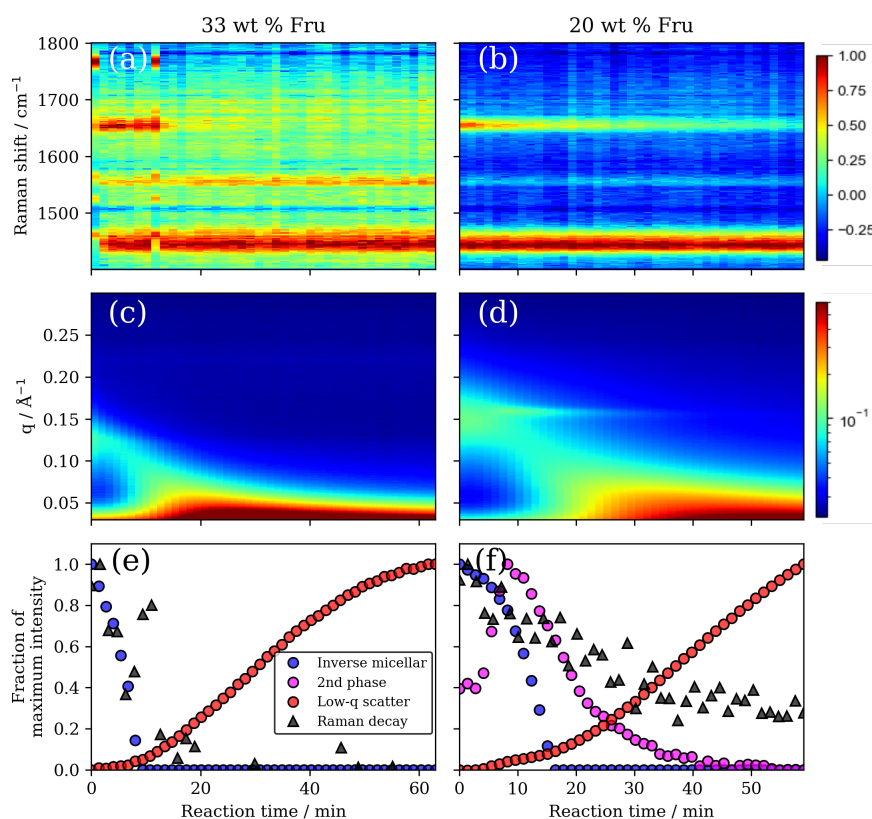 33 wt % Fru
20 wt % Fru
Raman shift / cm⁻¹
1800
1700
1600
1500
(a)
(b)
1.00
0.75
0.50
0.25
0.00
−0.25
q / Å⁻¹
0.25
0.20
0.15
0.10
0.05
(c)
(d)
10⁻¹
Fraction of
maximum intensity
1.0
0.8
0.6
0.4
0.2
0.0
(e)
(f)
Inverse micellar
2nd phase
Low-q scatter
Raman decay
0
20
40
60
0
10
20
30
40
50
Reaction time / min
Reaction time / min